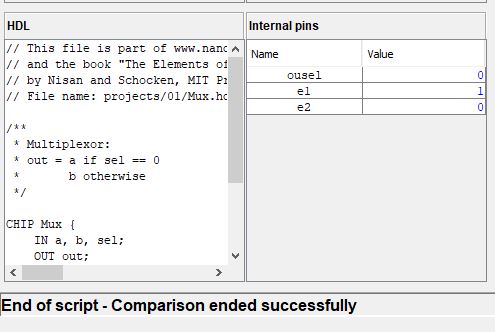 HDL
// This file is part of www.nand
// and the book "The Elements of
// by Nisan and Schocken, MIT Pr
// File name: projects/01/Mux.hd
/**
* Multiplexor:
* out = a if sel == 0
* b otherwise
*/
CHIP Mux {
IN a, b, sel;
OUT out;
Internal pins
Name Value
ousel 0
e1 1
e2 0
End of script - Comparison ended successfully